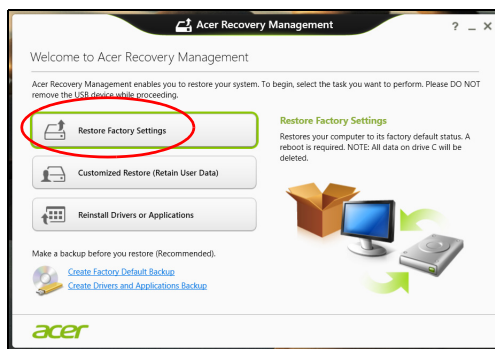 Acer Recovery Management
? _ X
Welcome to Acer Recovery Management
Acer Recovery Management enables you to restore your system. To begin, select the task you want to perform. Please DO NOT
remove the USB device while proceeding.
Restore Factory Settings
Customized Restore (Retain User Data)
Reinstall Drivers or Applications
Restore Factory Settings
Restores your computer to its factory default status. A
reboot is required. NOTE: All data on drive C will be
deleted.
Make a backup before you restore (Recommended).
Create Factory Default Backup
Create Drivers and Applications Backup
acer